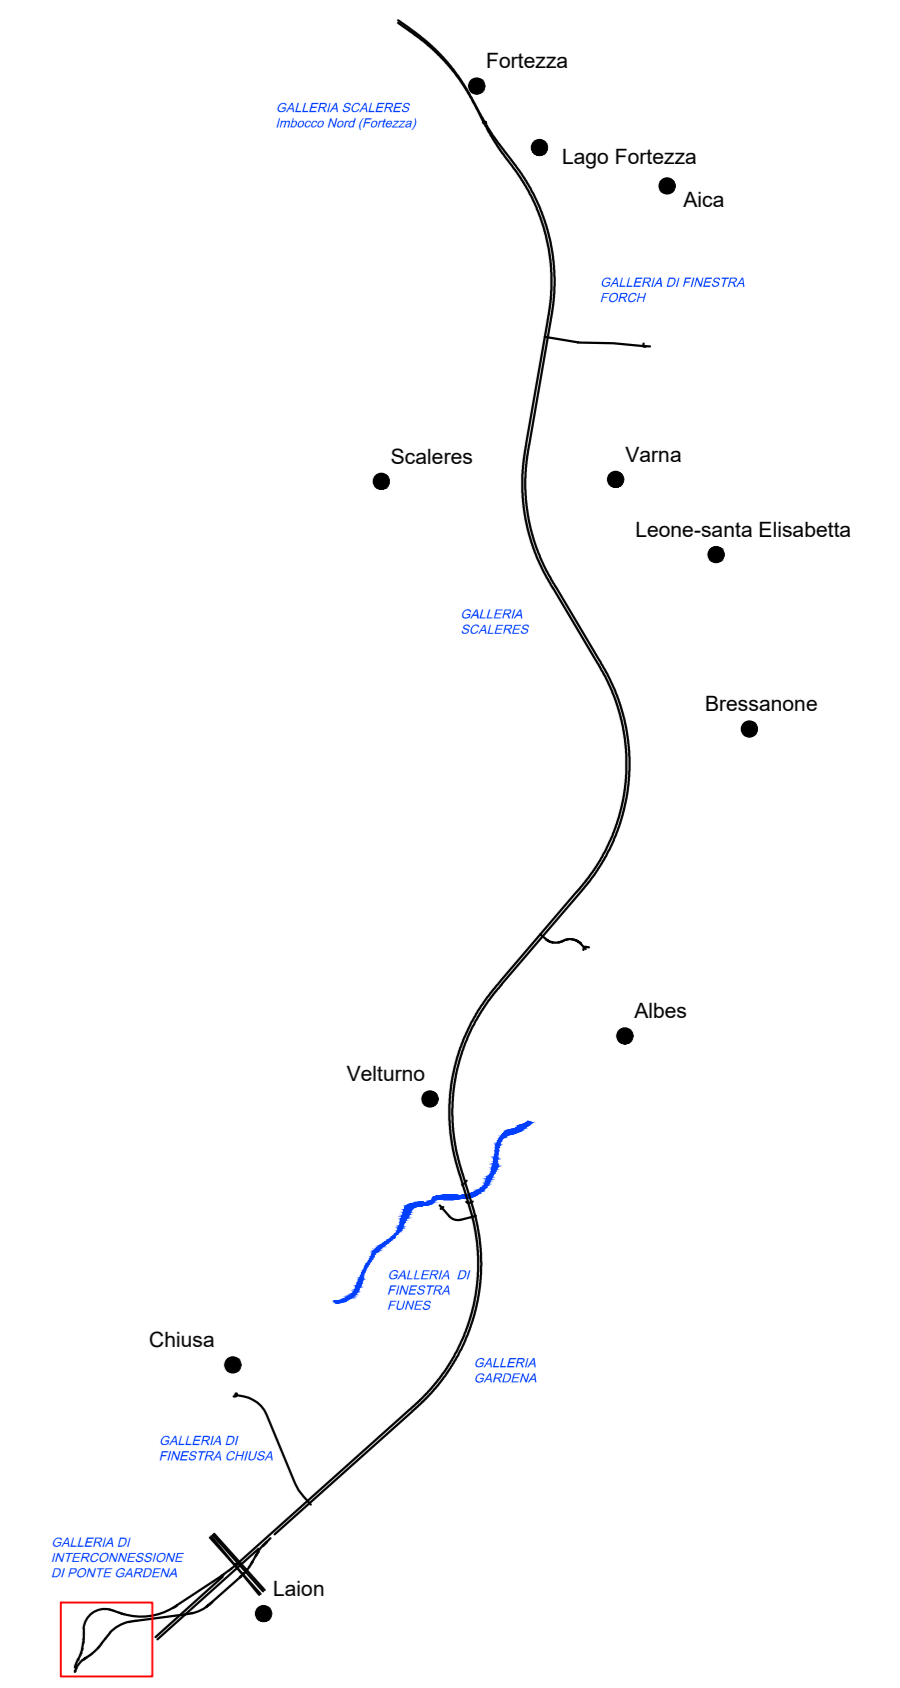 Fortezza
GALLERIA SCALERES
Imbocco Nord (Fortezza)
Lago Fortezza
Aica
GALLERIA DI FINESTRA
FORCH
Scaleres
Varna
Leone-santa Elisabetta
GALLERIA
SCALERES
Bressanone
Albes
Velturno
GALLERIA DI
FINESTRA
FUNES
Chiusa
GALLERIA
GARDENA
GALLERIA DI
FINESTRA CHIUSA
GALLERIA DI
INTERCONNESSIONE
DI PONTE GARDENA
Laion